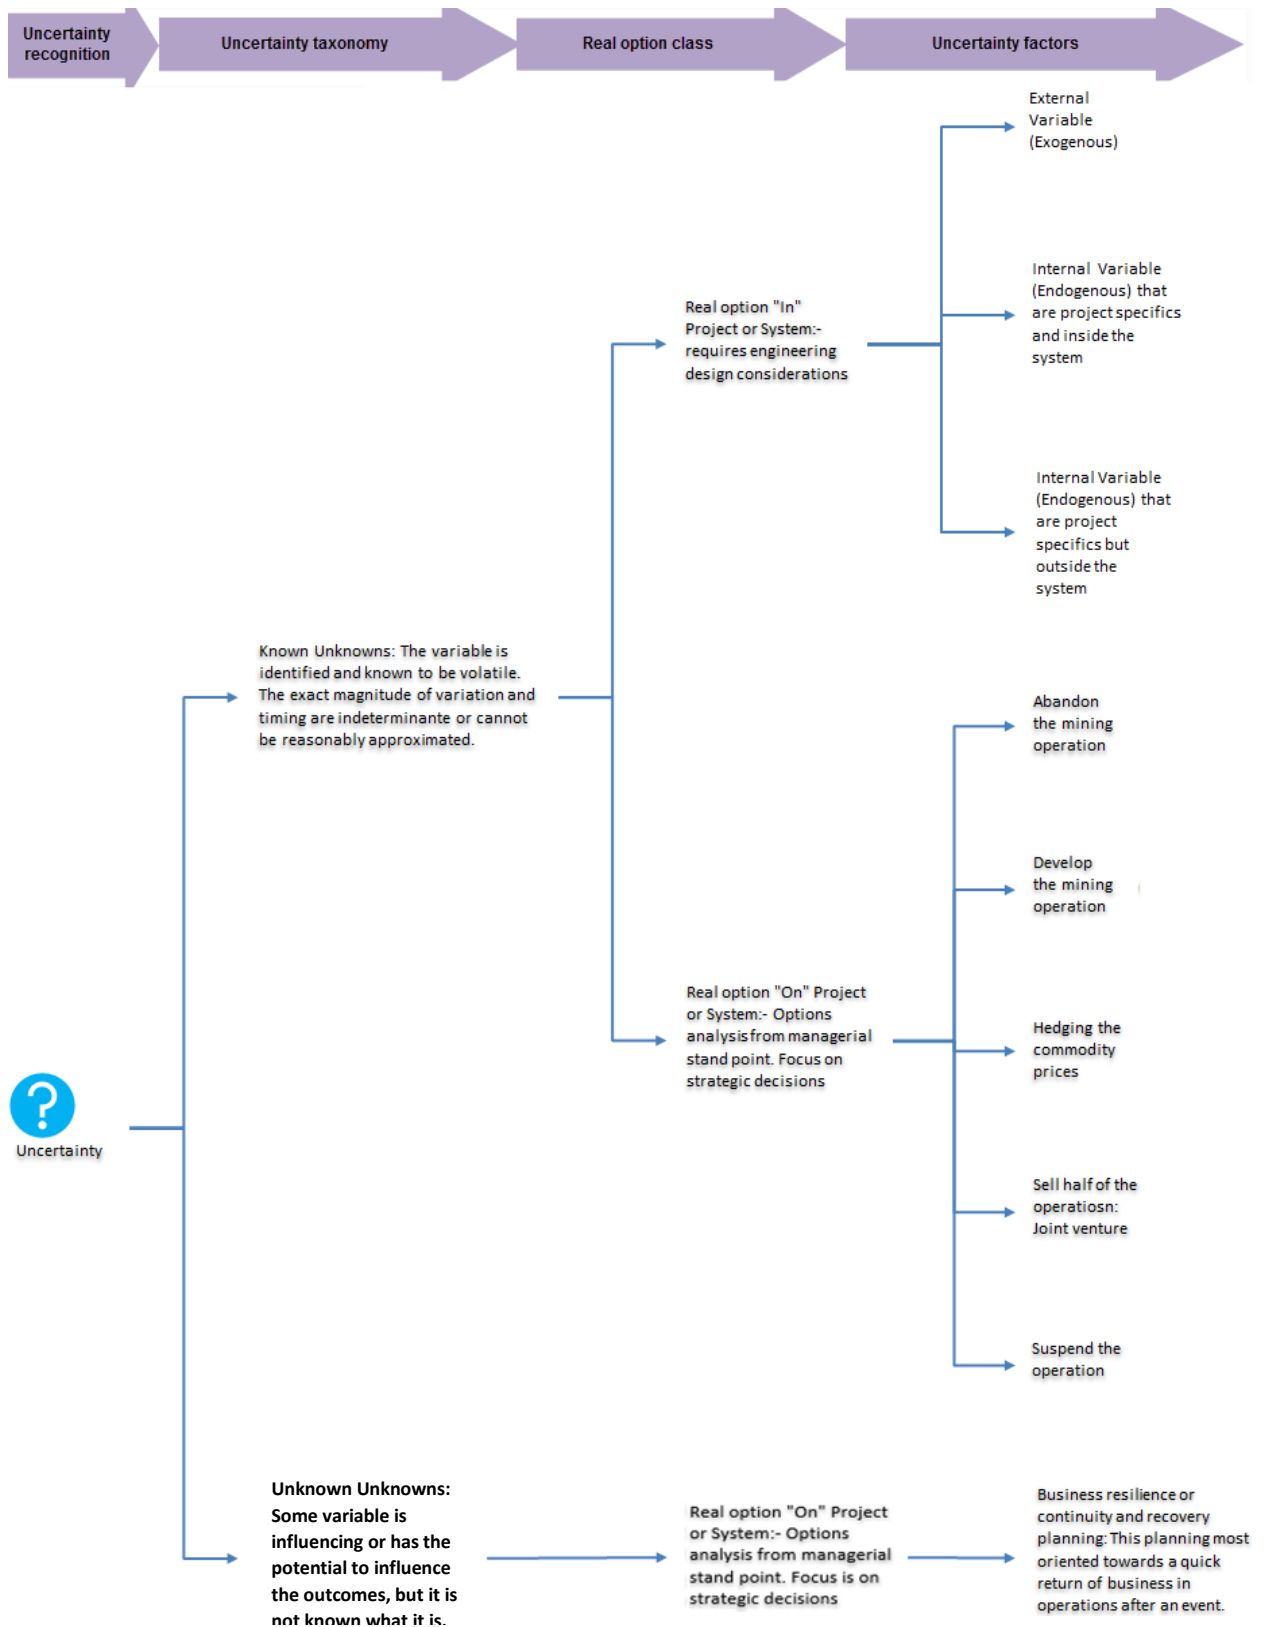 Uncertainty
recognition
Uncertainty taxonomy
Real option class
Uncertainty factors
External
Variable
(Exogenous)
Internal Variable
(Endogenous) that
are project specifics
and inside the
system
Real option "In"
Project or System:-
requires engineering
design considerations
Internal Variable
(Endogenous) that
are project
specifics but
outside the
system
Known Unknowns: The variable is
identified and known to be volatile.
The exact magnitude of variation and
timing are indeterminante or cannot
be reasonably approximated.
Abandon
the mining
operation
Develop
the mining
operation
Real option "On" Project
or System:- Options
analysis from managerial
stand point. Focus on
strategic decisions
Hedging the
commodity
prices
?
Uncertainty
Sell half of the
operatiosn:
Joint venture
Suspend the
operation
Unknown Unknowns:
Some variable is
influencing or has the
potential to influence
the outcomes, but it is
not known what it is.
Real option "On" Project
or System:- Options
analysis from managerial
stand point. Focus is on
strategic decisions
Business resilience or
continuity and recovery
planning: This planning most
oriented towards a quick
return of business in
operations after an event.